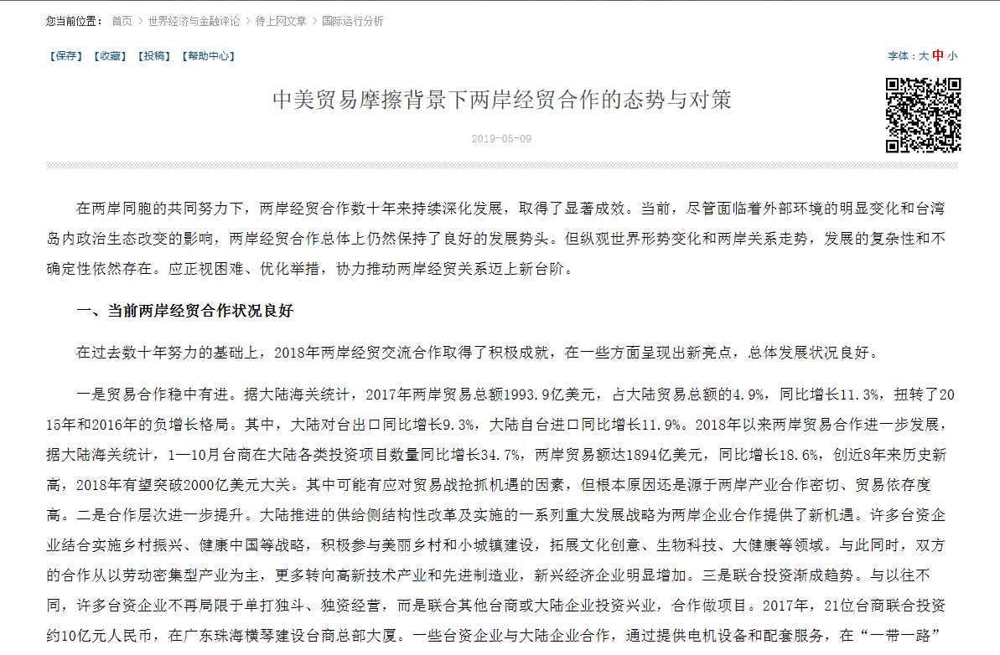 您当前位置： 首页 > 世界经济与金融评论 > 待上网文章 > 国际运行分析
【保存】 【收藏】 【投稿】 【帮助中心】
字体：大 中 小
中美贸易摩擦背景下两岸经贸合作的态势与对策
2019-05-09
在两岸同胞的共同努力下，两岸经贸合作数十年来持续深化发展，取得了显著成效。当前，尽管面临着外部环境的明显变化和台湾
岛内政治生态改变的影响，两岸经贸合作总体上仍然保持了良好的发展势头。但纵观世界形势变化和两岸关系走势，发展的复杂性和不
确定性依然存在。应正视困难、优化举措，协力推动两岸经贸关系迈上新台阶。
一、当前两岸经贸合作状况良好
在过去数十年努力的基础上，2018年两岸经贸交流合作取得了积极成就，在一些方面呈现出新亮点，总体发展状况良好。
一是贸易合作稳中有进。据大陆海关统计，2017年两岸贸易总额1993.9亿美元，占大陆贸易总额的4.9%，同比增长11.3%，扭转了20
15年和2016年的负增长格局。其中，大陆对台出口同比增长9.3%，大陆自台进口同比增长11.9%。2018年以来两岸贸易合作进一步发展，
据大陆海关统计，1—10月台商在大陆各类投资项目数量同比增长34.7%，两岸贸易额达1894亿美元，同比增长18.6%，创近8年来历史新
高，2018年有望突破2000亿美元大关。其中可能有应对贸易战抢抓机遇的因素，但根本原因还是源于两岸产业合作密切、贸易依存度
高。二是合作层次进一步提升。大陆推进的供给侧结构性改革及实施的一系列重大发展战略为两岸企业合作提供了新机遇。许多台资企
业结合实施乡村振兴、健康中国等战略，积极参与美丽乡村和小城镇建设，拓展文化创意、生物科技、大健康等领域。与此同时，双方
的合作从以劳动密集型产业为主，更多转向高新技术产业和先进制造业，新兴经济企业明显增加。三是联合投资渐成趋势。与以往不
同，许多台资企业不再局限于单打独斗、独资经营，而是联合其他台商或大陆企业投资兴业，合作做项目。2017年，21位台商联合投资
约10亿元人民币，在广东珠海横琴建设台商总部大厦。一些台资企业与大陆企业合作，通过提供电机设备和配套服务，在“一带一路”